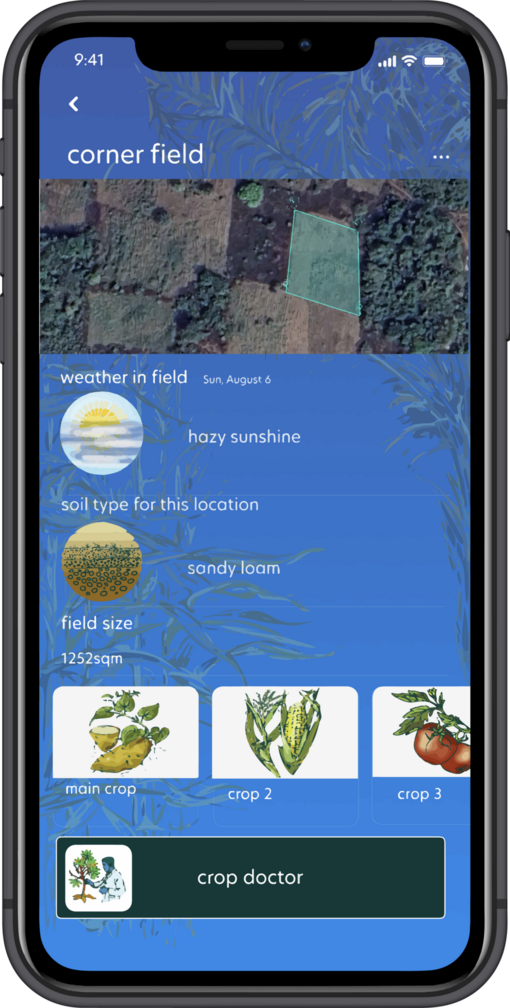 9:41
corner field
weather in field Sun, August 6
hazy sunshine
soil type for this location
sandy loam
field size
1252sqm
main crop crop 2 crop 3
crop doctor